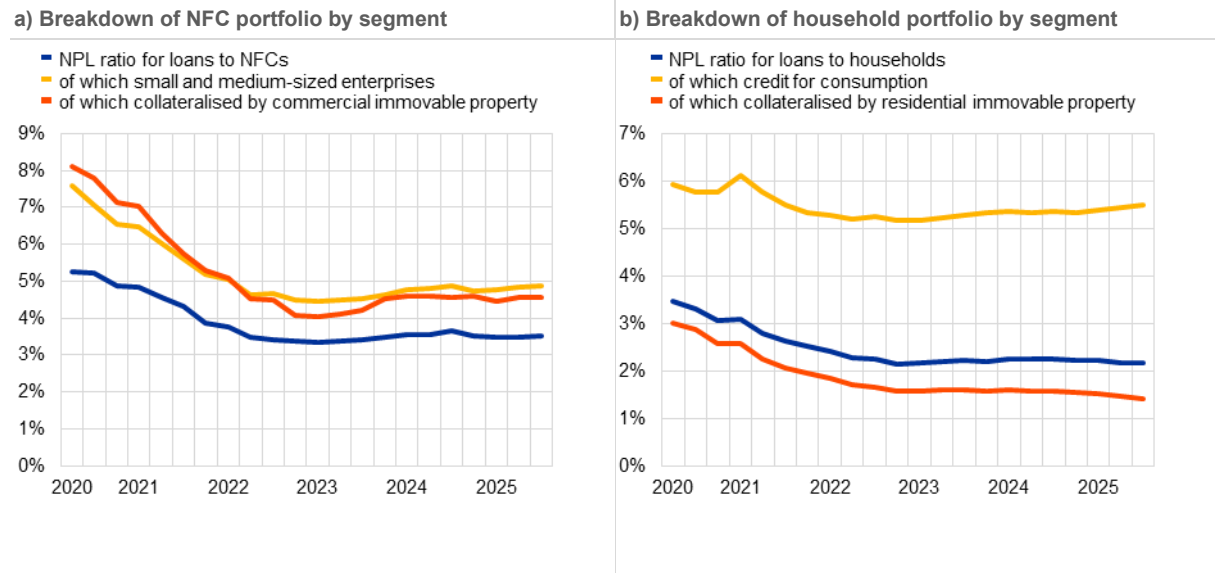 a) Breakdown of NFC portfolio by segment
NPL ratio for loans to NFCs
of which small and medium-sized enterprises
of which collateralised by commercial immovable property
9%
8%
7%
6%
5%
4%
3%
2%
1%
0%
2020 2021 2022 2023 2024 2025
b) Breakdown of household portfolio by segment
NPL ratio for loans to households
of which credit for consumption
of which collateralised by residential immovable property
7%
6%
5%
4%
3%
2%
1%
0%
2020 2021 2022 2023 2024 2025